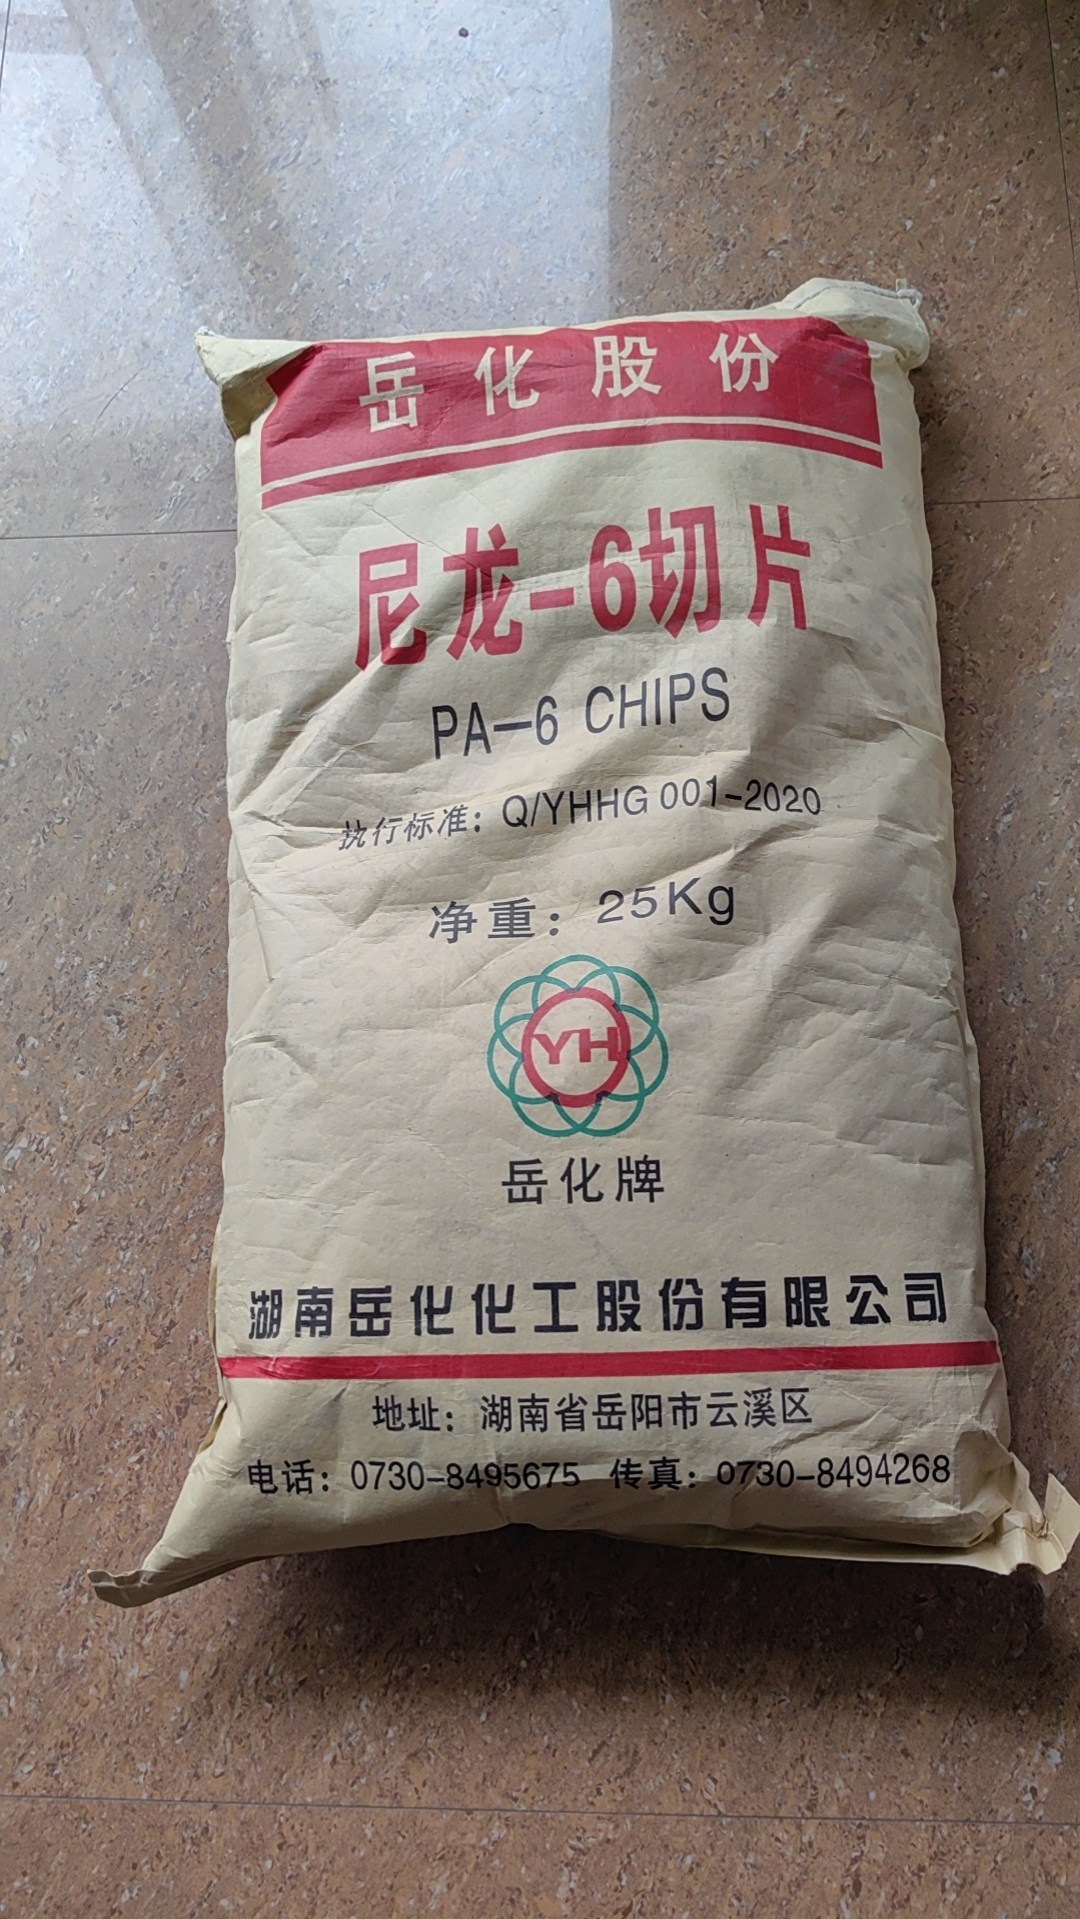 岳化股份
尼龙-6切片
PA-6 CHIPS
执行标准：Q/YHHG 001-2020
净重：25Kg
YH
岳化牌
湖南岳化化工股份有限公司
地址：湖南省岳阳市云溪区
电话：0730-8495675 传真：0730-8494268